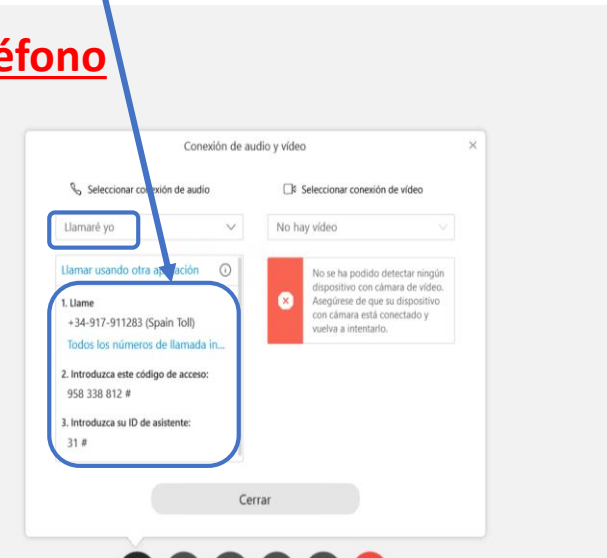 éfono
Conexión de audio y vídeo
Seleccionar conexión de audio
Seleccionar conexión de vídeo
Llamaré yo
No hay vídeo
Llamar usando otra aplicación
No se ha podido detectar ningún
dispositivo con cámara de vídeo.
Asegúrese de que su dispositivo
con cámara está conectado y
vuelva a intentarlo.
1. Llame
+34-917-911283 (Spain Toll)
Todos los números de llamada in...
2. Introduzca este código de acceso:
958 338 812 #
3. Introduzca su ID de asistente:
31 #
Cerrar